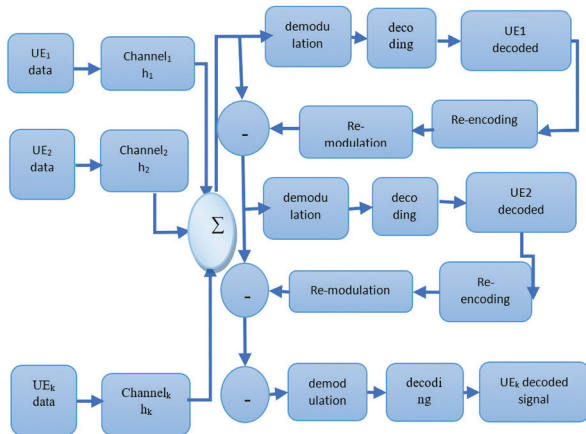 UE1
data
Channel1
h1
UE2
data
Channel2
h2
UEk
data
Channelk
hk
Σ
demodu
lation
deco
ding
UE1
decoded
-
Re-
modulation
Re-encoding
demodu
lation
deco
ding
UE2
decoded
-
Re-modulation
Re-
encoding
-
demod
ulation
decodi
ng
UEk decoded
signal